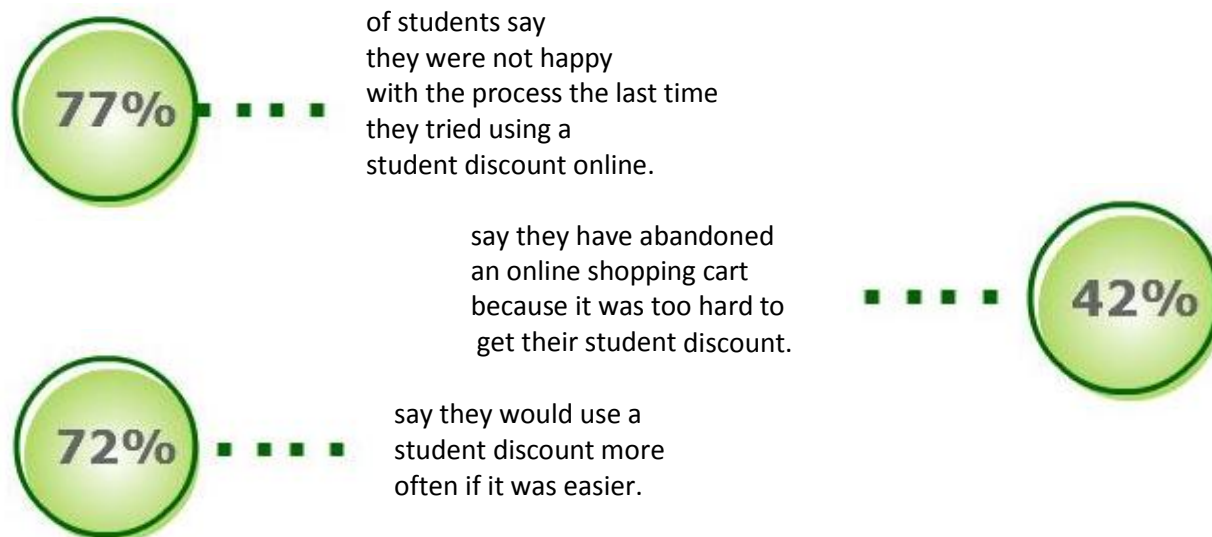 77%
of students say
they were not happy
with the process the last time
they tried using a
student discount online.
say they have abandoned
an online shopping cart
because it was too hard to
get their student discount.
42%
72%
say they would use a
student discount more
often if it was easier.